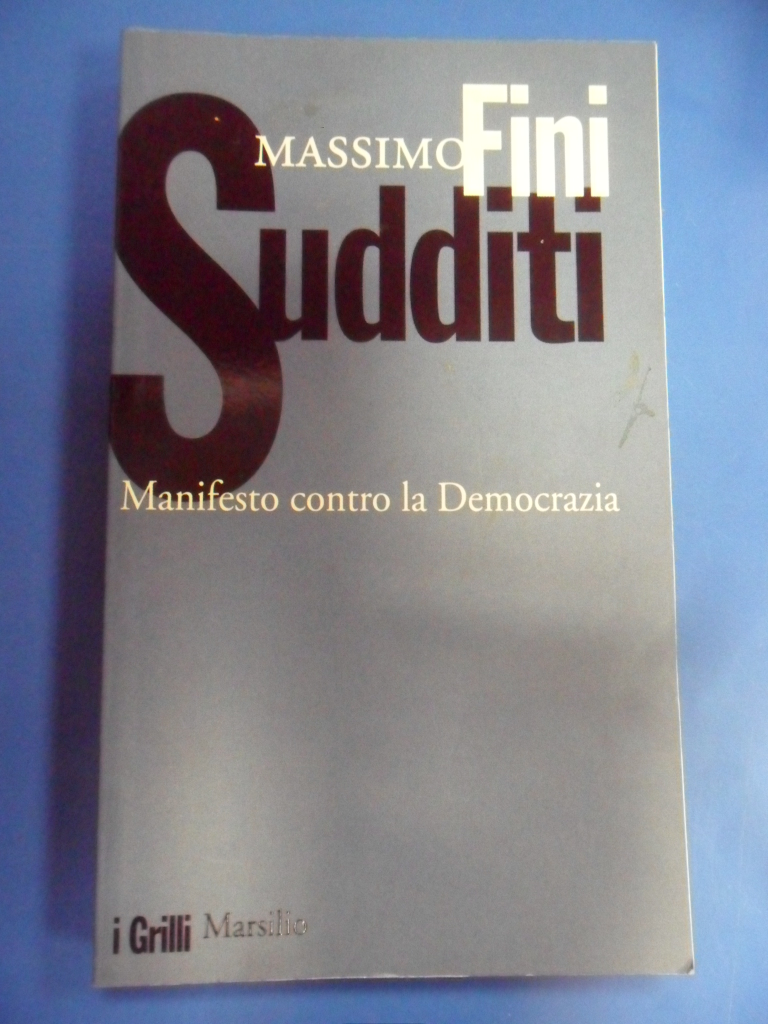 MASSIMO Fini
Sudditi
Manifesto contro la Democrazia
i Grilli Marsilio